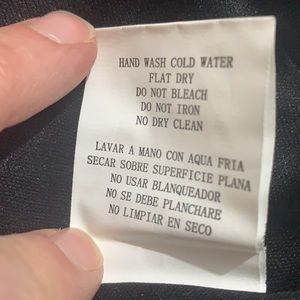 HAND WASH COLD WATER
FLAT DRY
DO NOT BLEACH
DO NOT IRON
NO DRY CLEAN
LAVAR A MANO CON AQUA FRIA
SECAR SOBRE SUPERFICIE PLANA
NO USAR BLANQUEADOR
NO SE DEBE PLANCHARE
NO LIMPIAR EN SECO